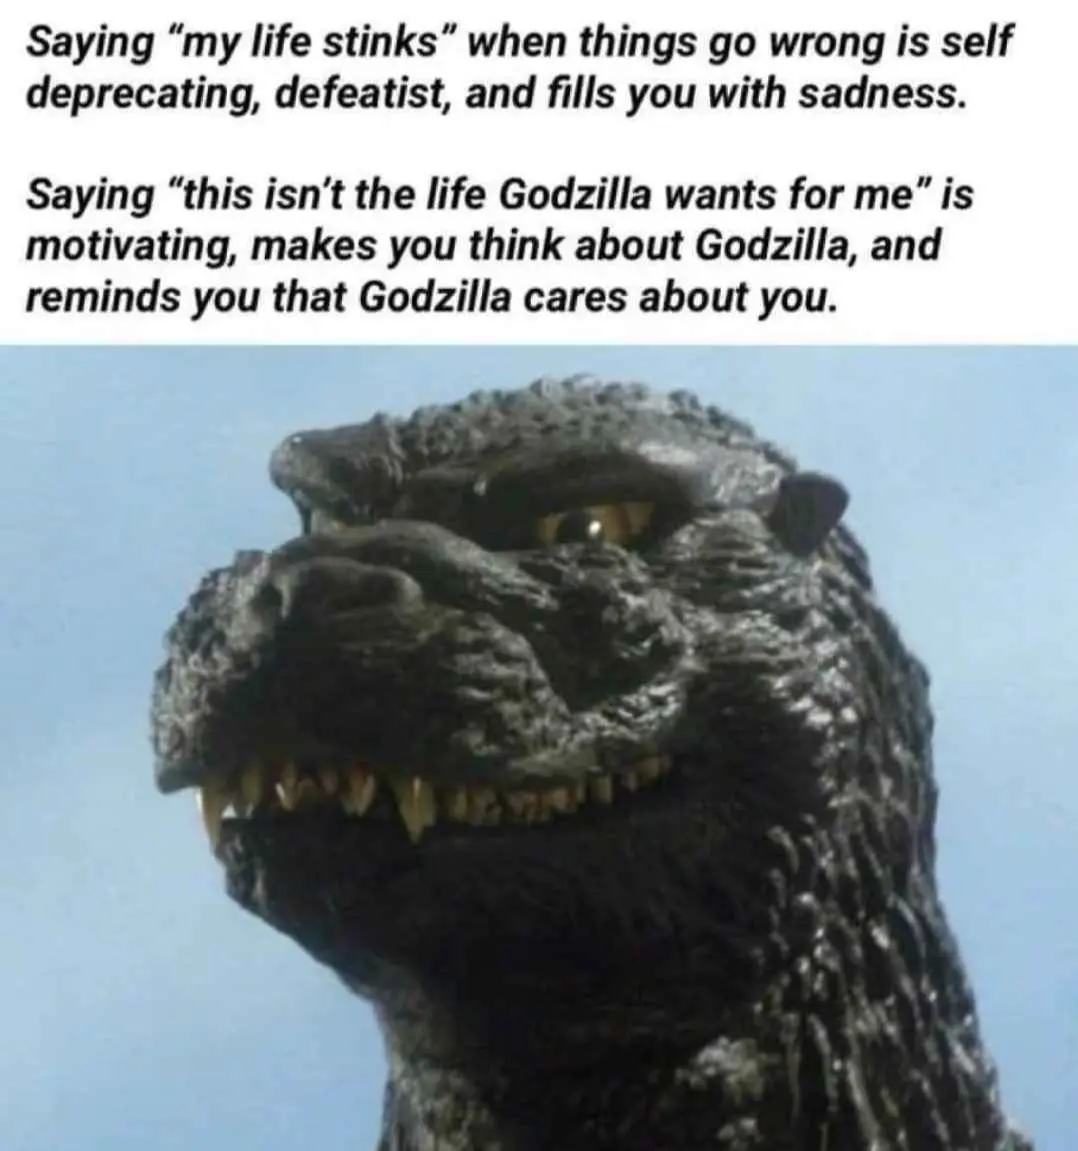 Saying “my life stinks” when things go wrong is self
deprecating, defeatist, and fills you with sadness.
Saying “this isn’t the life Godzilla wants for me” is
motivating, makes you think about Godzilla, and
reminds you that Godzilla cares about you.